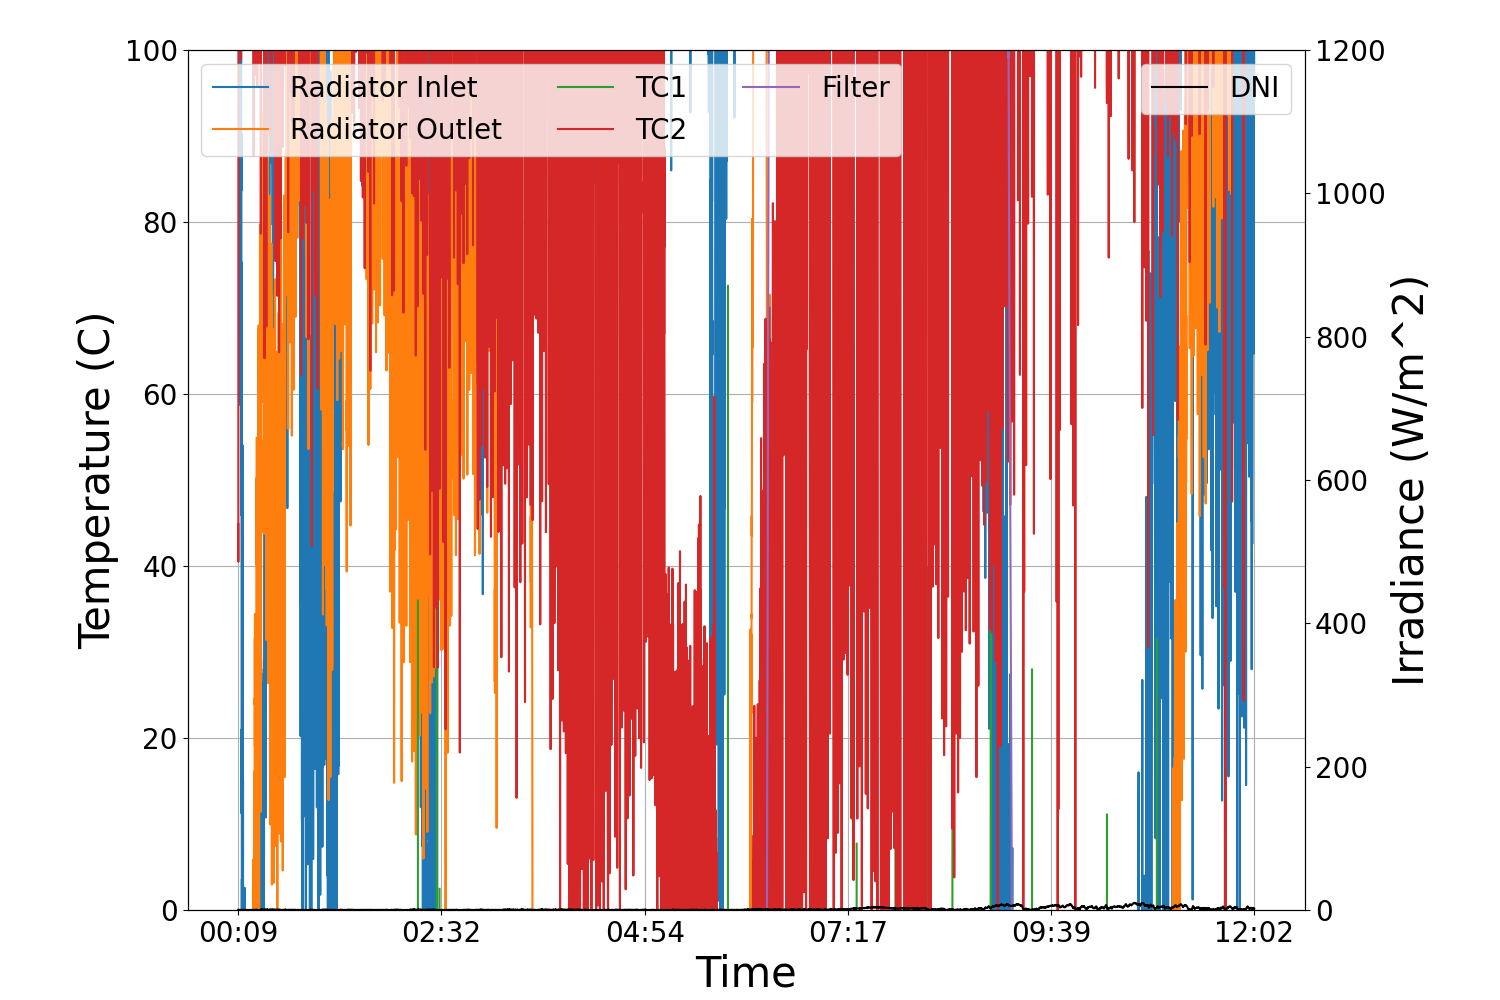 Radiator Inlet
Radiator Outlet
TC1
TC2
Filter
DNI
Temperature (C)
100
80
60
40
20
0
Irradiance (W/m^2)
1200
1000
800
600
400
200
0
00:09
02:32
04:54
07:17
09:39
12:02
Time